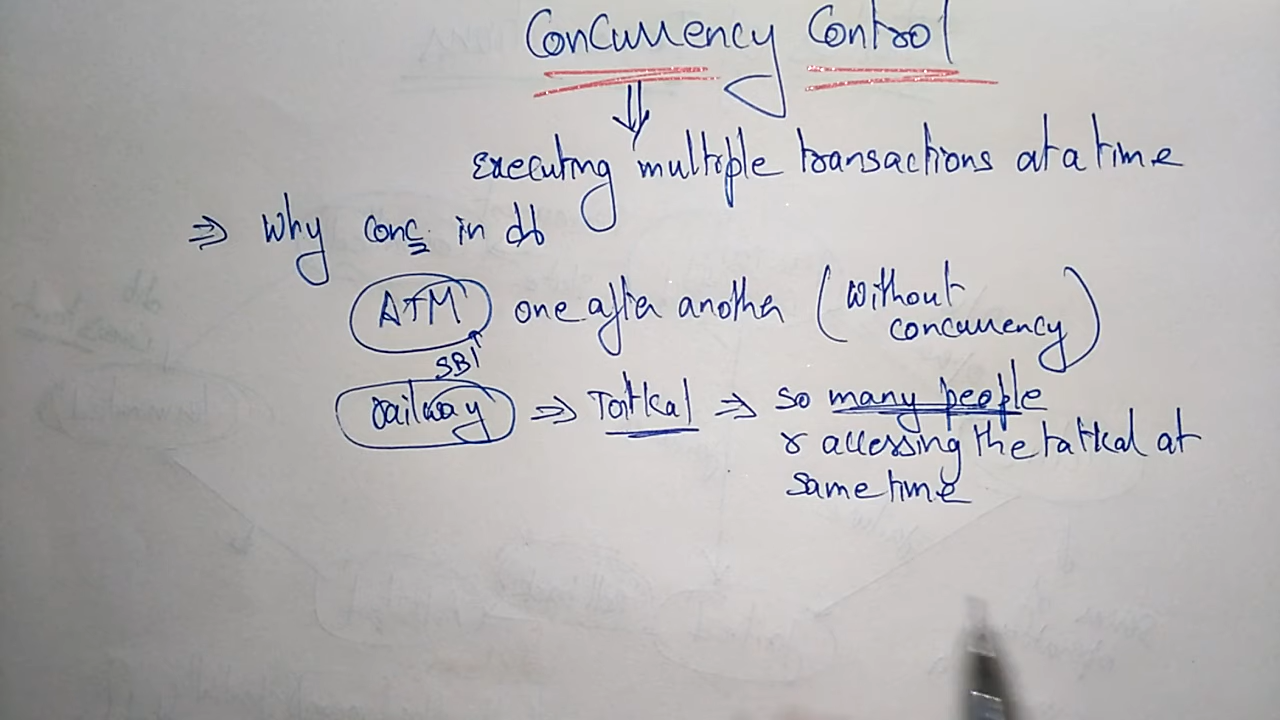 Concurrency Control
⇓
Executing multiple transactions at a time
⇒ Why conc in db
ATM one after another (without concurrency)
SBI
railway ⇒ Tatkal ⇒ so many people
r accessing the tatkal at
same time